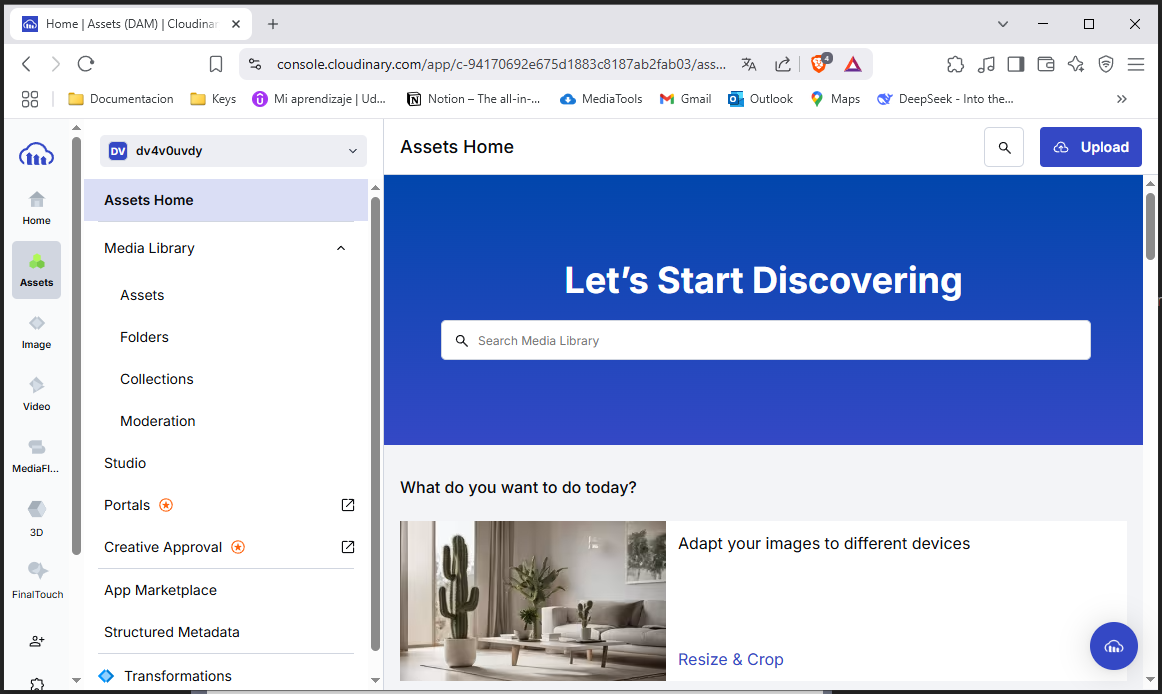 Home | Assets (DAM) | Cloudinar
console.cloudinary.com/app/c-94170692e675d1883c8187ab2fab03/ass...
4
Documentacion
Keys
Mi aprendizaje | Ud...
Notion – The all-in-...
MediaTools
Gmail
Outlook
Maps
DeepSeek - Into the...
Home
Assets
Image
Video
MediaFl...
3D
FinalTouch
DV dv4v0uvdy
Assets Home
Media Library
Assets
Folders
Collections
Moderation
Studio
Portals
Creative Approval
App Marketplace
Structured Metadata
Transformations
Assets Home
Upload
Let’s Start Discovering
Search Media Library
What do you want to do today?
Adapt your images to different devices
Resize & Crop